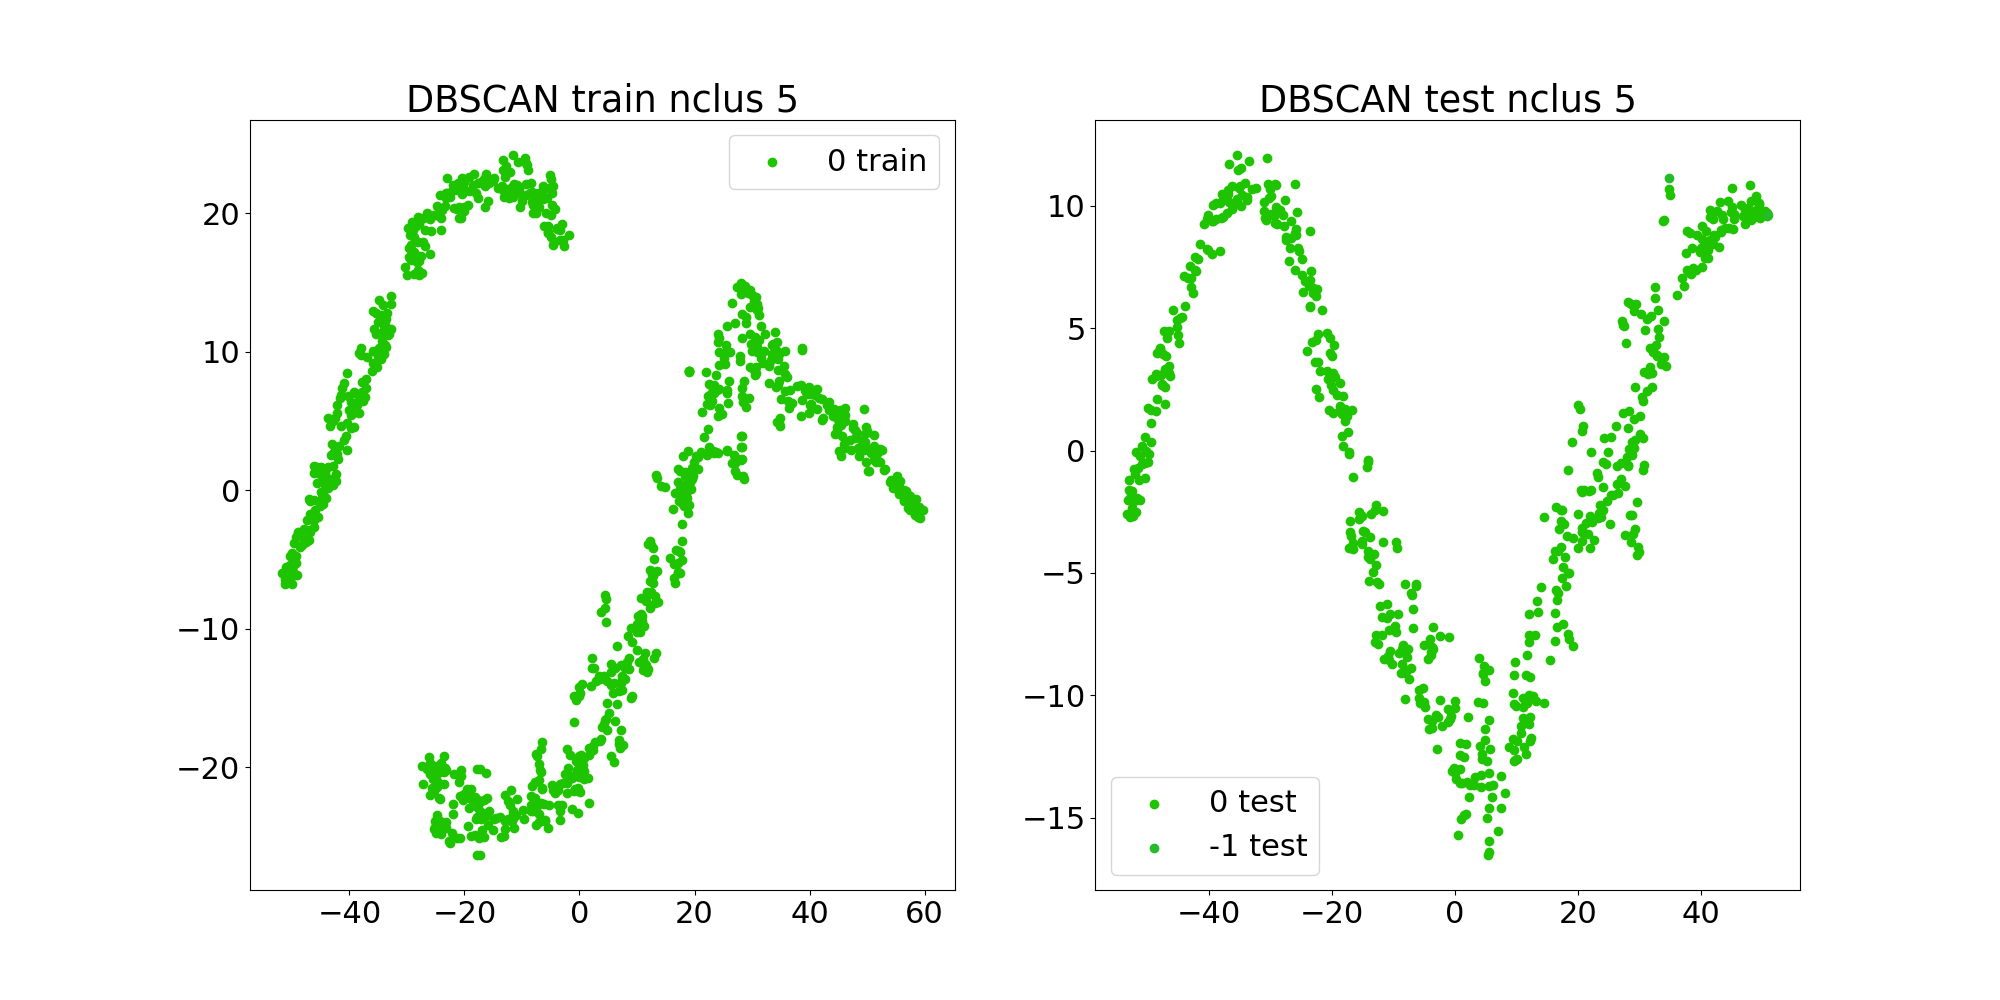 DBSCAN train nclus 5
0 train
20
10
0
−10
−20
−40 −20 0 20 40 60
DBSCAN test nclus 5
10
5
0
−5
−10
−15
0 test
-1 test
−40 −20 0 20 40